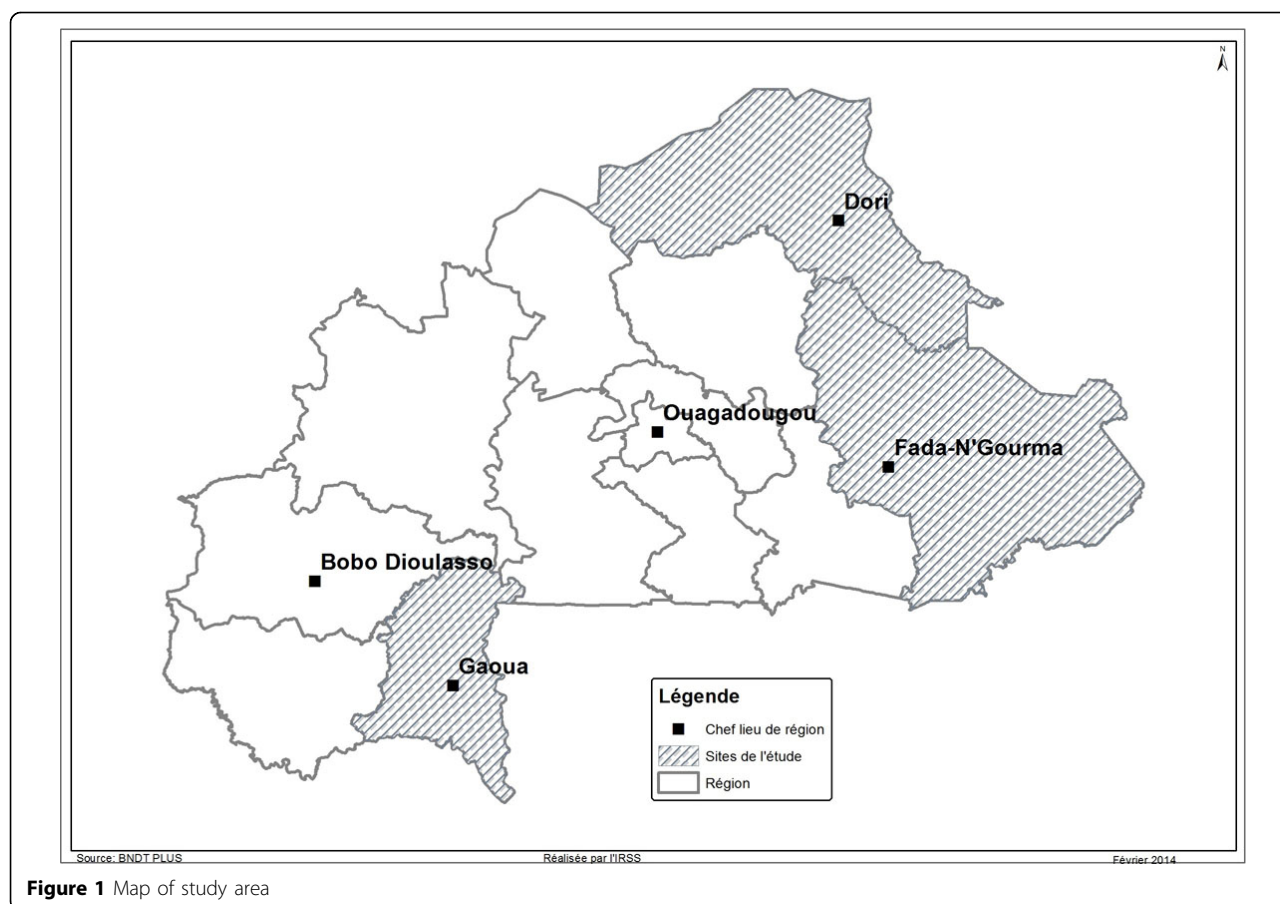 N
Dori
Ouagadougou
Fada-N'Gourma
Bobo Dioulasso
Gaoua
Légende
Chef lieu de région
Sites de l'étude
Région
Source: BNDT PLUS
Réalisée par l'IRSS
Février 2014
Figure 1 Map of study area